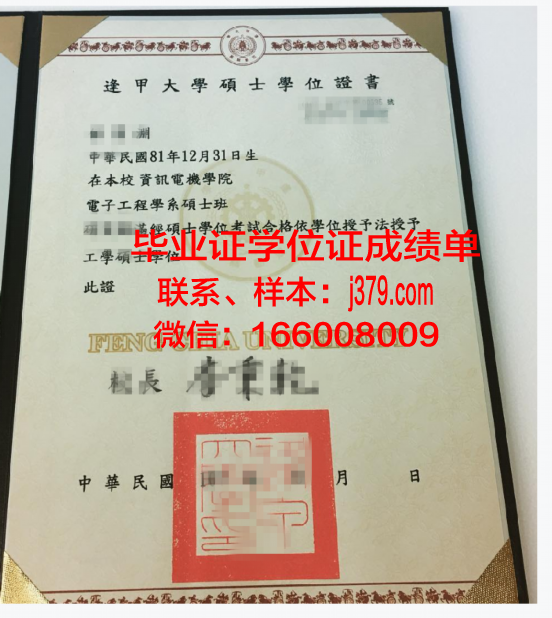 逢甲大學碩士學位證書
號
中華民國81年12月31日生
在本校 資訊電機學院
電子工程學系碩士班
滿經碩士學位考試合格依學位授予法授予
毕业证学位证成绩单
工學碩士學位
此證
联系、样本：j379.com
微信：166008009
FENG CHIA UNIVERSITY
校長
中華民國 月 日